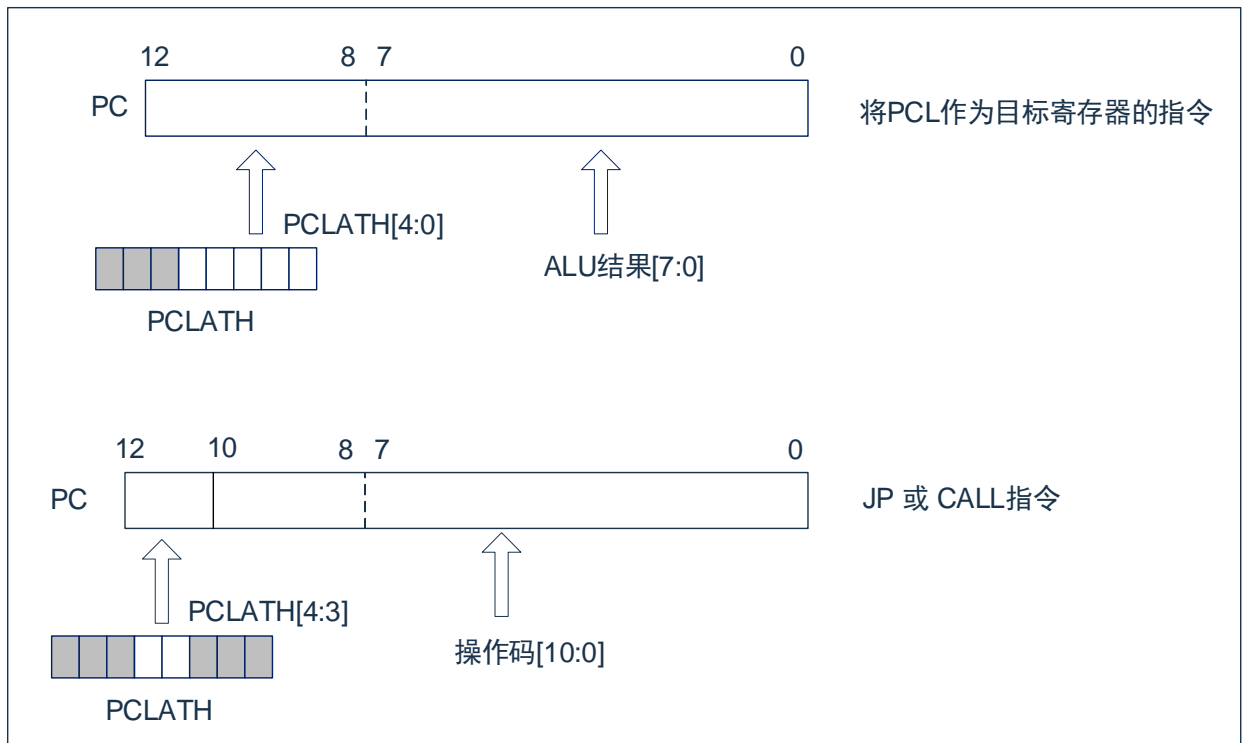 12 8 7 0
PC 将PCL作为目标寄存器的指令
PCLATH[4:0]
ALU结果[7:0]
PCLATH
12 10 8 7 0
PC JP 或 CALL指令
PCLATH[4:3]
操作码[10:0]
PCLATH